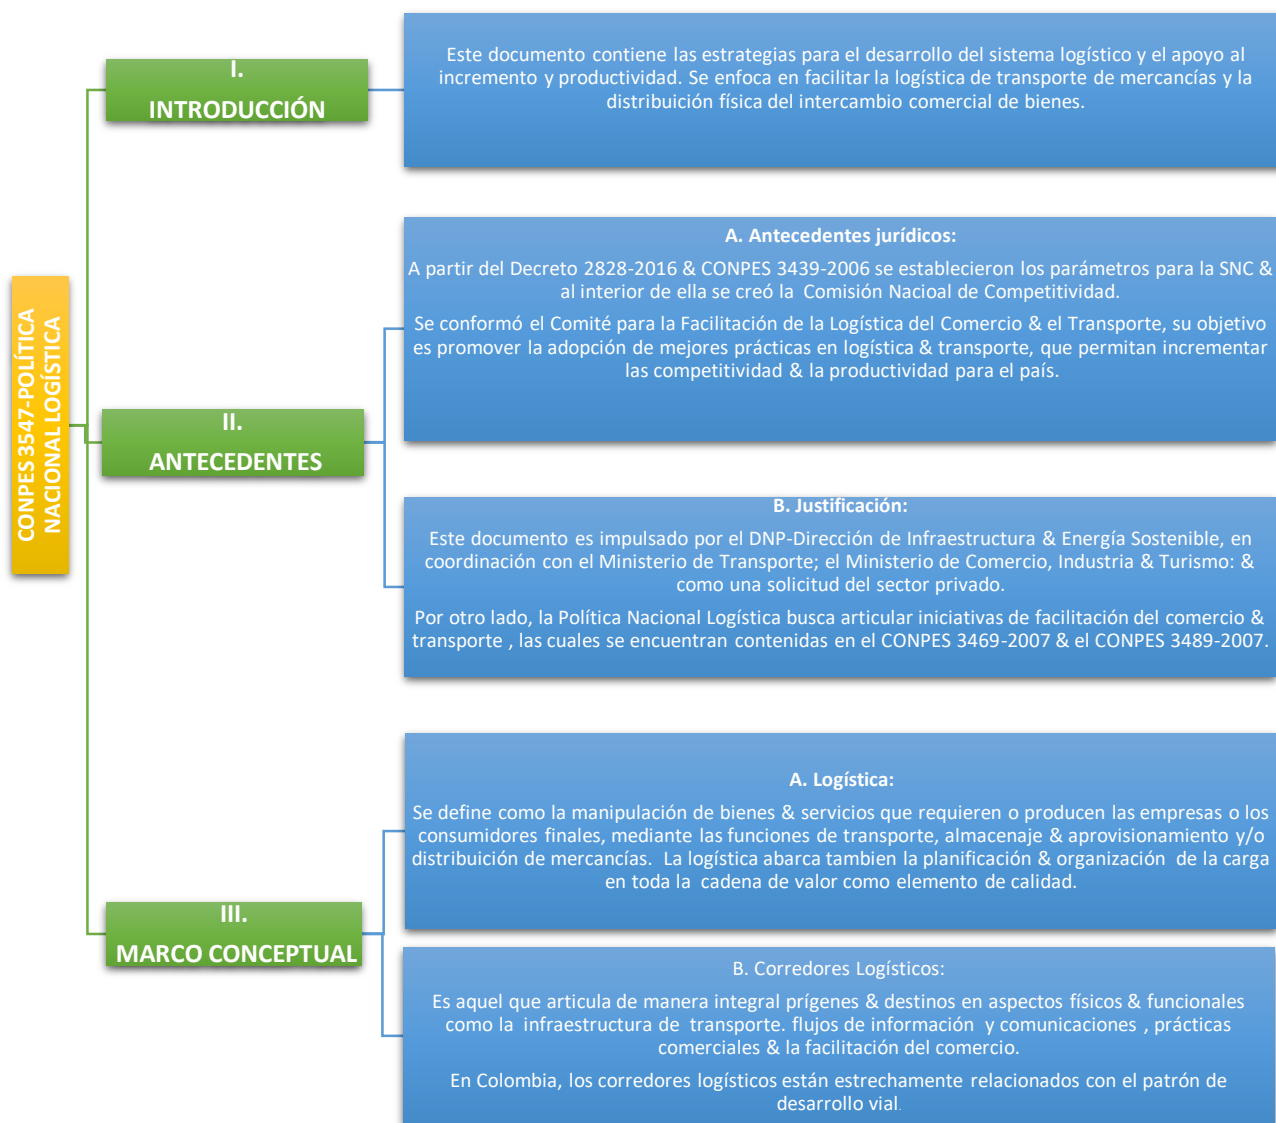 CONPES 3547-POLÍTICA
NACIONAL LOGÍSTICA
I.
INTRODUCCIÓN
Este documento contiene las estrategias para el desarrollo del sistema logístico y el apoyo al
incremento y productividad. Se enfoca en facilitar la logística de transporte de mercancías y la
distribuición física del intercambio comercial de bienes.
II.
ANTECEDENTES
A. Antecedentes jurídicos:
A partir del Decreto 2828-2016 & CONPES 3439-2006 se establecieron los parámetros para la SNC &
al interior de ella se creó la Comisión Nacioal de Competitividad.
Se conformó el Comité para la Facilitación de la Logística del Comercio & el Transporte, su objetivo
es promover la adopción de mejores prácticas en logística & transporte, que permitan incrementar
las competitividad & la productividad para el país.
B. Justificación:
Este documento es impulsado por el DNP-Dirección de Infraestructura & Energía Sostenible, en
coordinación con el Ministerio de Transporte; el Ministerio de Comercio, Industria & Turismo: &
como una solicitud del sector privado.
Por otro lado, la Política Nacional Logística busca articular iniciativas de facilitación del comercio &
transporte , las cuales se encuentran contenidas en el CONPES 3469-2007 & el CONPES 3489-2007.
III.
MARCO CONCEPTUAL
A. Logística:
Se define como la manipulación de bienes & servicios que requieren o producen las empresas o los
consumidores finales, mediante las funciones de transporte, almacenaje & aprovisionamiento y/o
distribuición de mercancías. La logística abarca tambien la planificación & organización de la carga
en toda la cadena de valor como elemento de calidad.
B. Corredores Logísticos:
Es aquel que articula de manera integral prígenes & destinos en aspectos físicos & funcionales
como la infraestructura de transporte. flujos de información y comunicaciones , prácticas
comerciales & la facilitación del comercio.
En Colombia, los corredores logísticos están estrechamente relacionados con el patrón de
desarrollo vial.